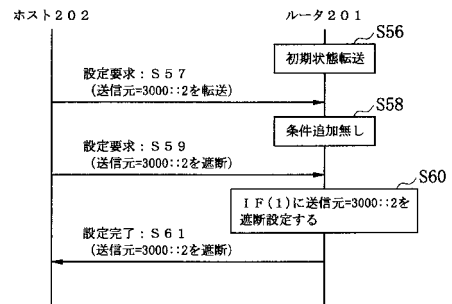 ホスト202
ルータ201
S56
初期状態転送
設定要求:S57
(送信元=3000::2を転送)
S58
条件追加無し
設定要求:S59
(送信元=3000::2を遮断)
S60
IF(1)に送信元=3000::2を
遮断設定する
設定完了:S61
(送信元=3000::2を遮断)